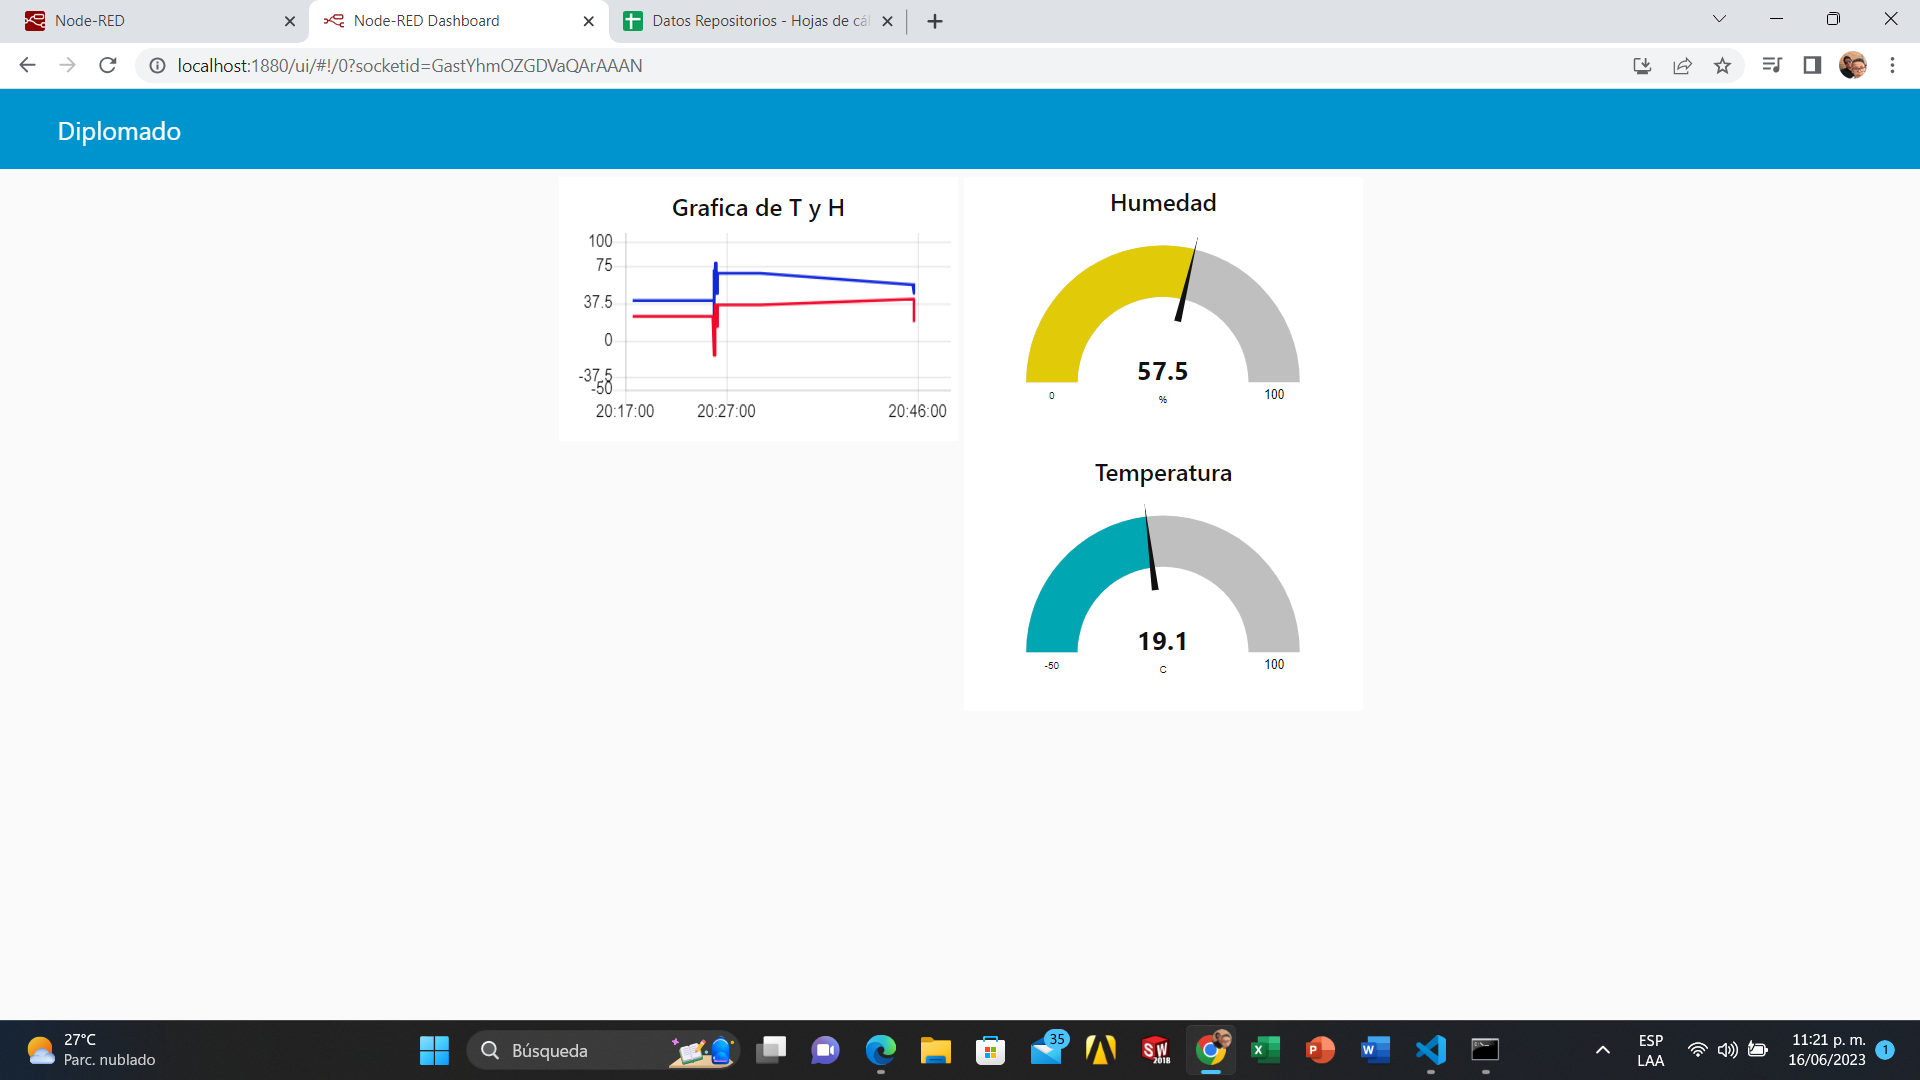 Node-RED
Node-RED Dashboard
Datos Repositorios - Hojas de cál
localhost:1880/ui/#!/0?socketid=GastYhmOZGDVaQArAAAN
Diplomado
Grafica de T y H
100
75
37.5
0
-37.5
-50
20:17:00 20:27:00 20:46:00
Humedad
57.5
0 % 100
Temperatura
19.1
-50 C 100
27°C
Parc. nublado
Búsqueda
35
SW
2018
ESP
LAA
11:21 p. m.
16/06/2023
1